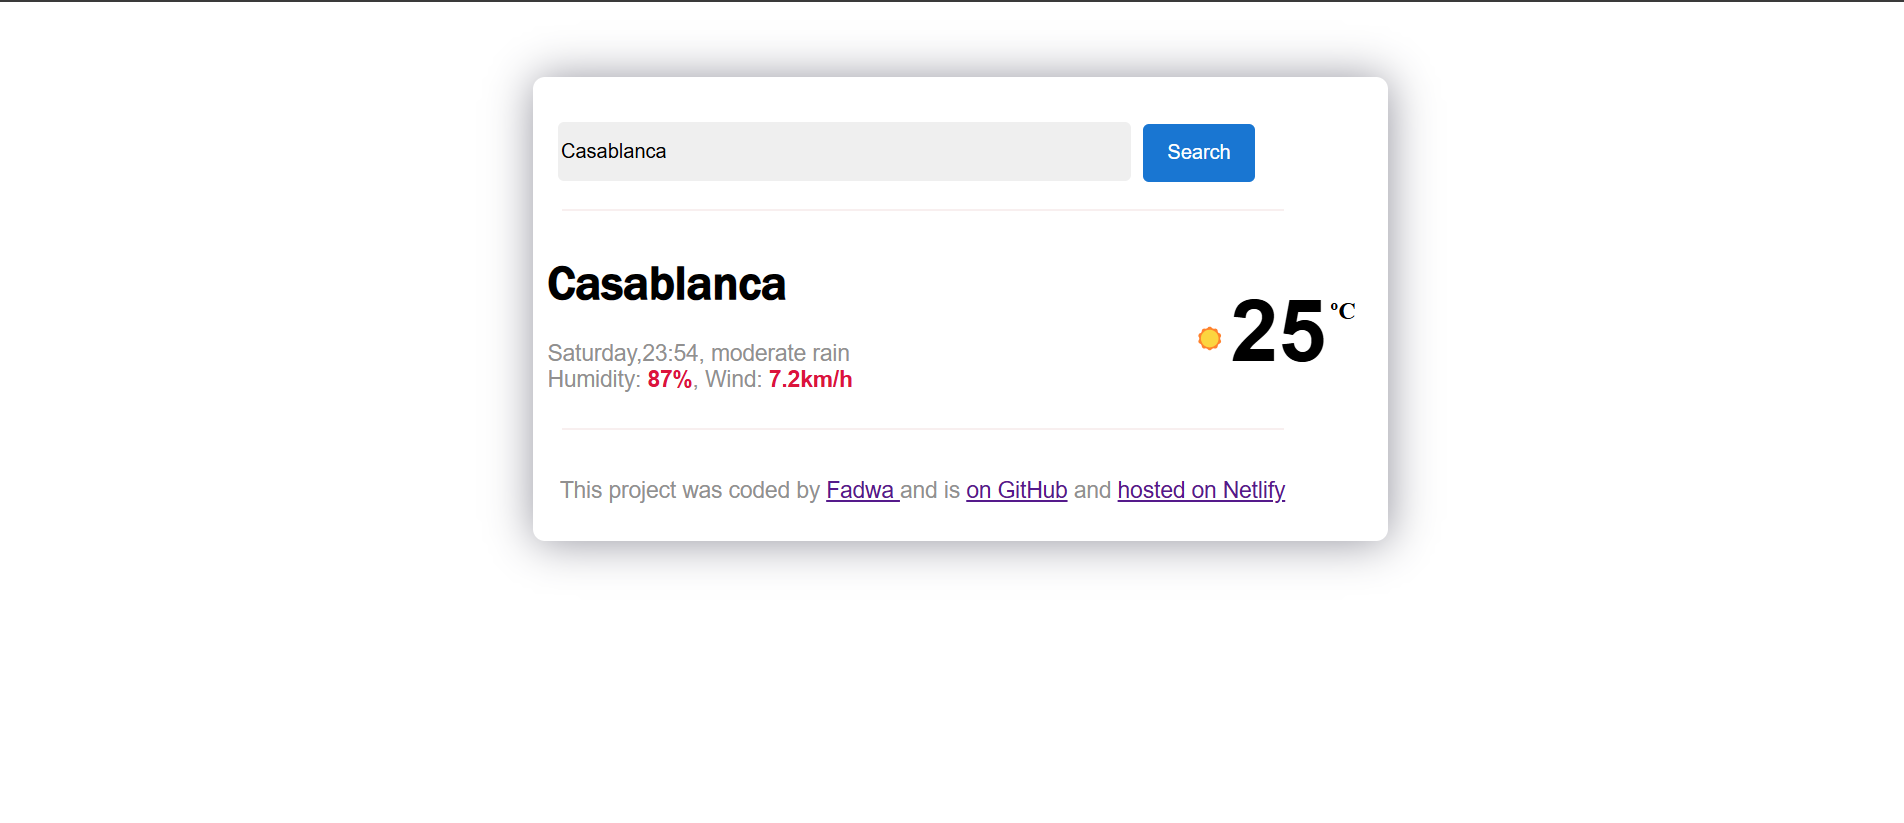 Casablanca
Search
Casablanca
25 °C
Saturday,23:54, moderate rain
Humidity: 87%, Wind: 7.2km/h
This project was coded by Fadwa and is on GitHub and hosted on Netlify